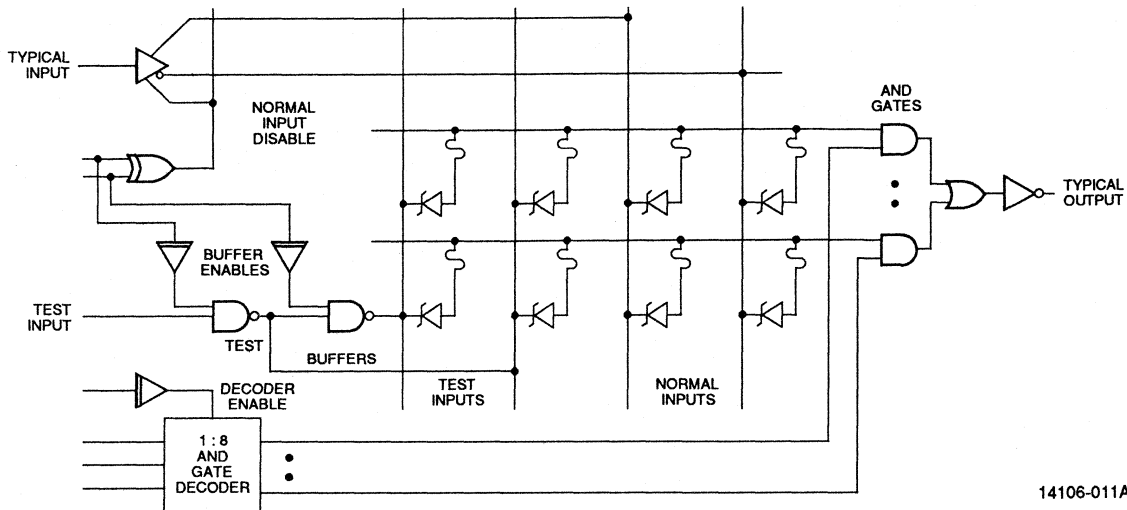 TYPICAL
INPUT
NORMAL
INPUT
DISABLE
AND
GATES
TYPICAL
OUTPUT
BUFFER
ENABLES
TEST
INPUT
TEST
BUFFERS
DECODER
ENABLE
TEST
INPUTS
NORMAL
INPUTS
1 : 8
AND
GATE
DECODER
14106-011A